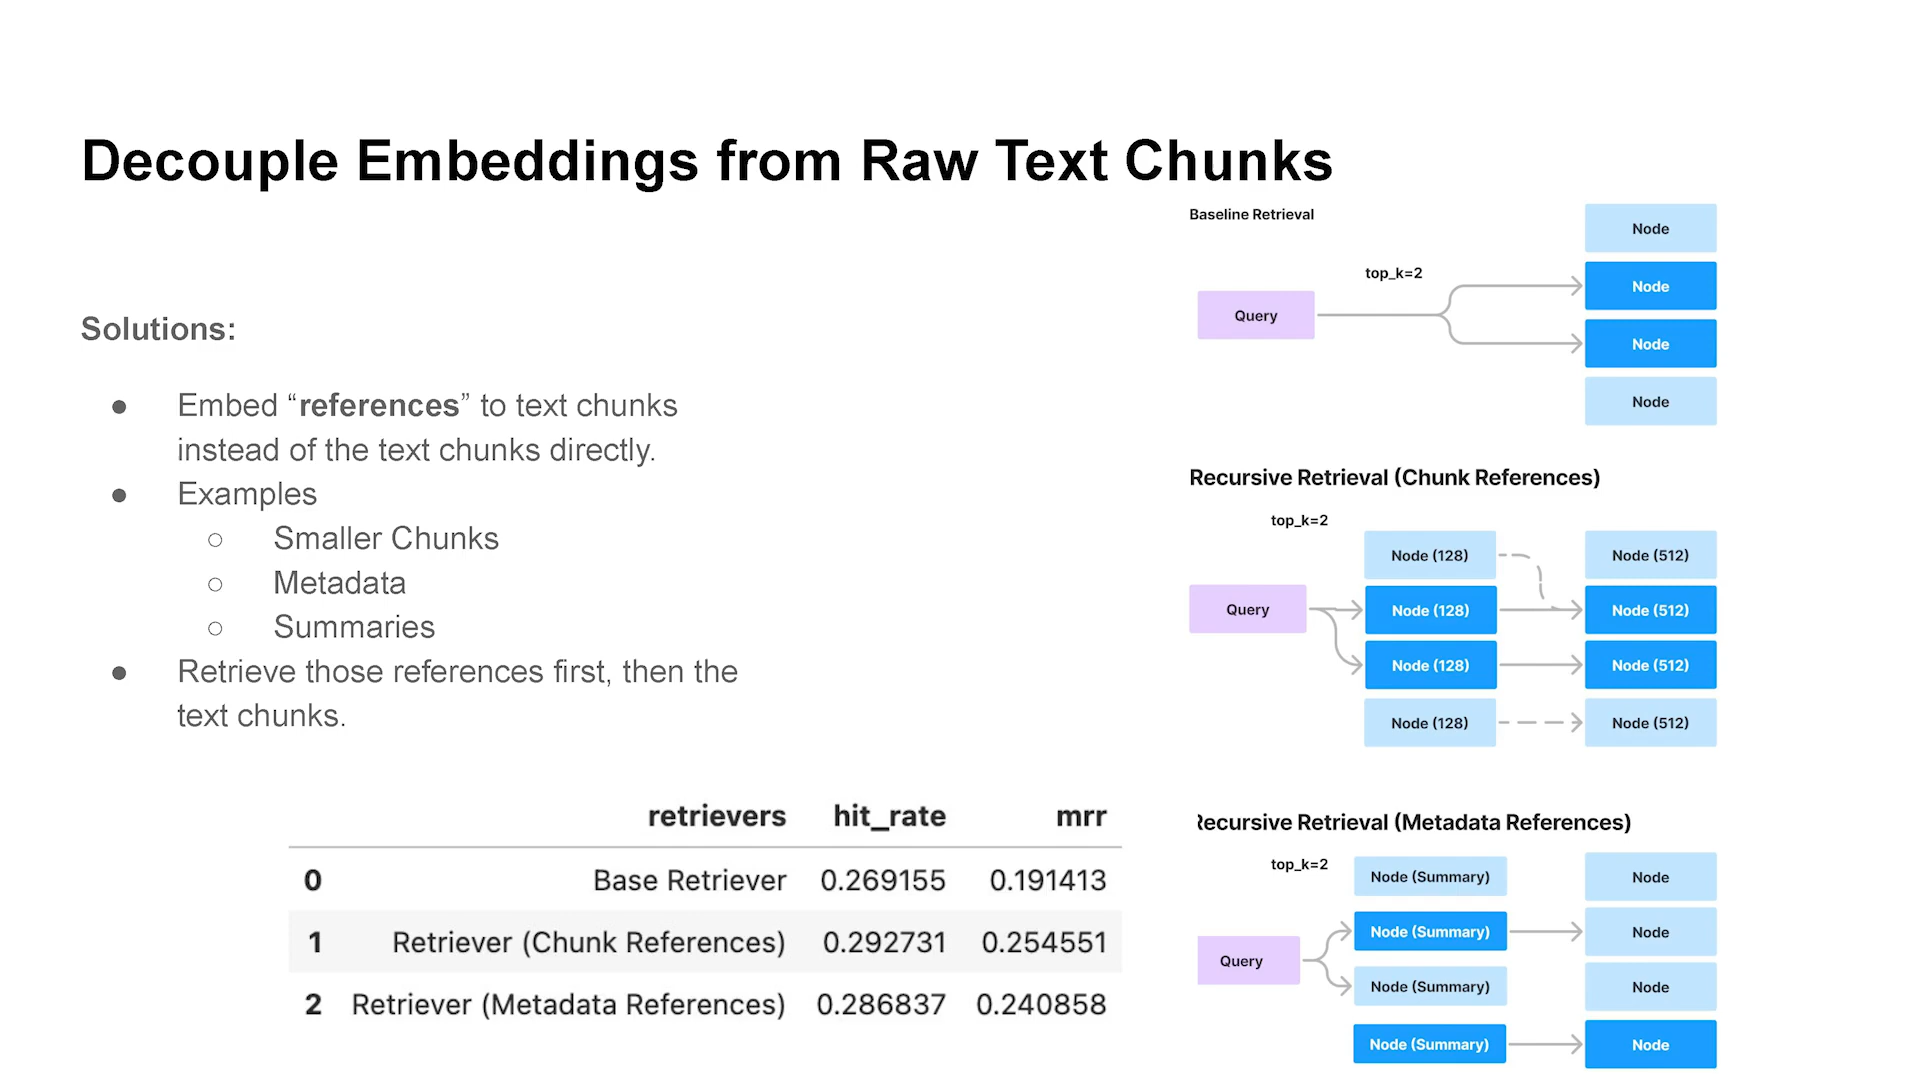 Decouple Embeddings from Raw Text Chunks
Solutions:
● Embed “references” to text chunks
instead of the text chunks directly.
● Examples
○ Smaller Chunks
○ Metadata
○ Summaries
● Retrieve those references first, then the
text chunks.
retrievers hit_rate mrr
0 Base Retriever 0.269155 0.191413
1 Retriever (Chunk References) 0.292731 0.254551
2 Retriever (Metadata References) 0.286837 0.240858
Baseline Retrieval
top_k=2
Query
Node
Node
Node
Node
Recursive Retrieval (Chunk References)
top_k=2
Query
Node (128) Node (512)
Node (128) Node (512)
Node (128) Node (512)
Node (128) Node (512)
Recursive Retrieval (Metadata References)
top_k=2
Query
Node (Summary) Node
Node (Summary) Node
Node (Summary) Node
Node (Summary) Node